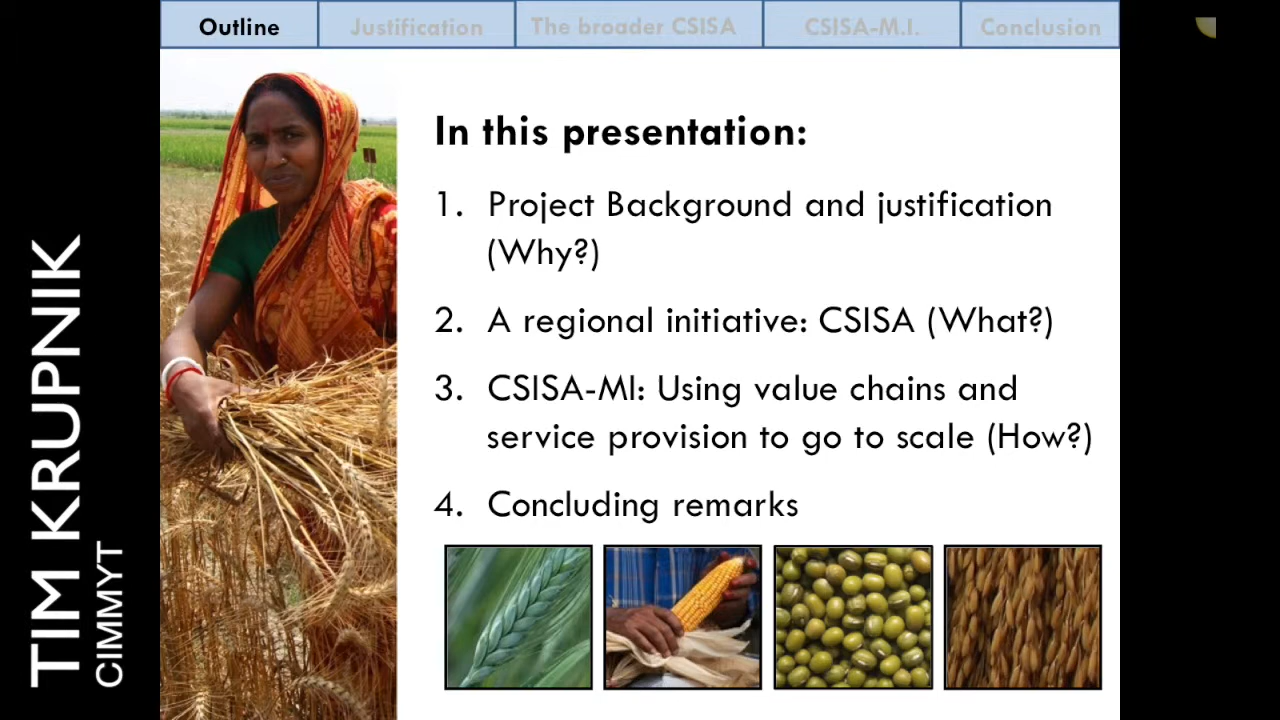 Outline
Justification
The broader CSISA
CSISA-M.I.
Conclusion
In this presentation:
1. Project Background and justification
(Why?)
2. A regional initiative: CSISA (What?)
3. CSISA-MI: Using value chains and
service provision to go to scale (How?)
4. Concluding remarks
TIM KRUPNIK
CIMMYT